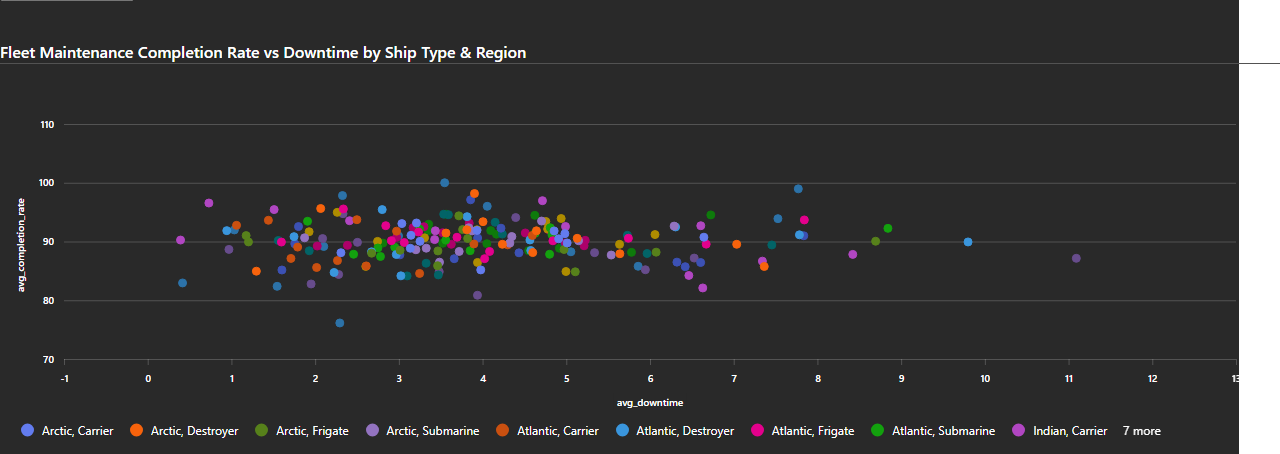 Fleet Maintenance Completion Rate vs Downtime by Ship Type & Region
110
100
90
80
70
avg_completion_rate
-1 0 1 2 3 4 5 6 7 8 9 10 11 12 13
avg_downtime
Arctic, Carrier Arctic, Destroyer Arctic, Frigate Arctic, Submarine Atlantic, Carrier Atlantic, Destroyer Atlantic, Frigate Atlantic, Submarine Indian, Carrier 7 more